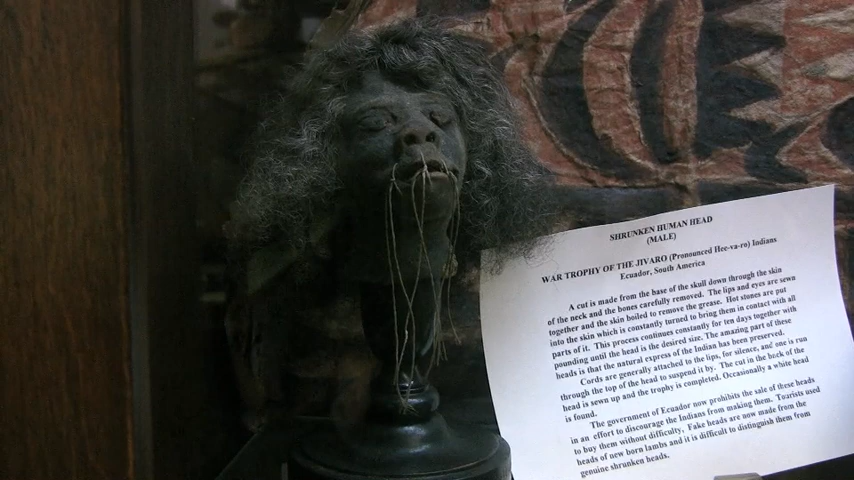 SHRUNKEN HUMAN HEAD
(MALE)
WAR TROPHY OF THE JIVARO (Pronounced Hee-va-ro) Indians
Ecuador, South America
A cut is made from the base of the skull down through the skin
of the neck and the bones carefully removed. The lips and eyes are sewn
together and the skin boiled to remove the grease. Hot stones are put
into the skin which is constantly turned to bring them in contact with all
parts of it. This process continues constantly for ten days together with
pounding until the head is the desired size. The amazing part of these
heads is that the natural express of the Indian has been preserved.
Cords are generally attached to the lips, for silence, and one is run
through the top of the head to suspend it by. The cut in the back of the
head is sewn up and the trophy is completed. Occasionally a white head
is found.
The government of Ecuador now prohibits the sale of these heads
in an effort to discourage the Indians from making them. Tourists used
to buy them without difficulty. Fake heads are now made from the
heads of new born lambs and it is difficult to distinguish them from
genuine shrunken heads.